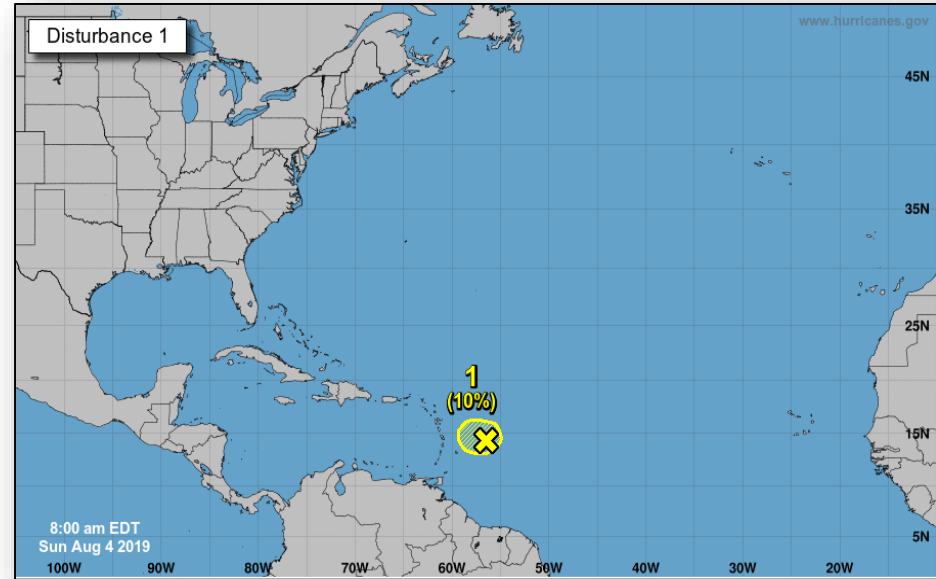 Disturbance 1
www.hurricanes.gov
45N
35N
25N
1
(10%)
15N
8:00 am EDT
Sun Aug 4 2019
5N
100W 90W 80W 70W 60W 50W 40W 30W 20W